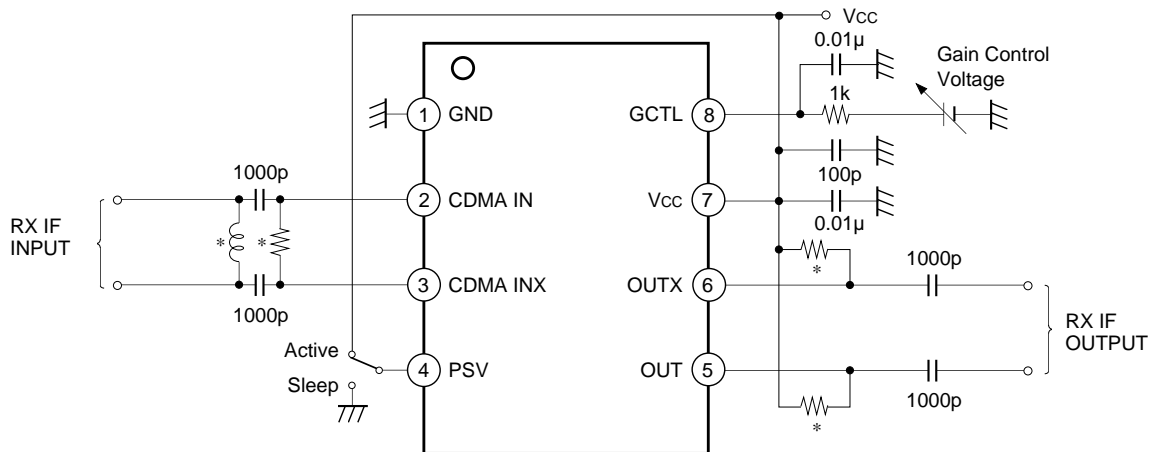 VCC
0.01µ
Gain Control
Voltage
1k
1 GND
GCTL 8
1000p
100p
2 CDMA IN
VCC 7
RX IF
INPUT
* *
0.01µ
*
1000p
3 CDMA INX
OUTX 6
1000p
RX IF
OUTPUT
Active
4 PSV
OUT 5
Sleep
1000p
*